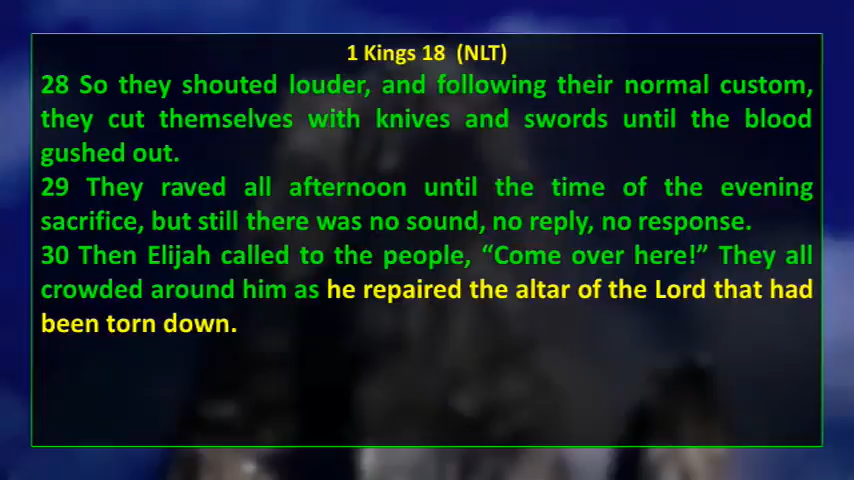 1 Kings 18 (NLT)
28 So they shouted louder, and following their normal custom,
they cut themselves with knives and swords until the blood
gushed out.
29 They raved all afternoon until the time of the evening
sacrifice, but still there was no sound, no reply, no response.
30 Then Elijah called to the people, “Come over here!” They all
crowded around him as he repaired the altar of the Lord that had
been torn down.